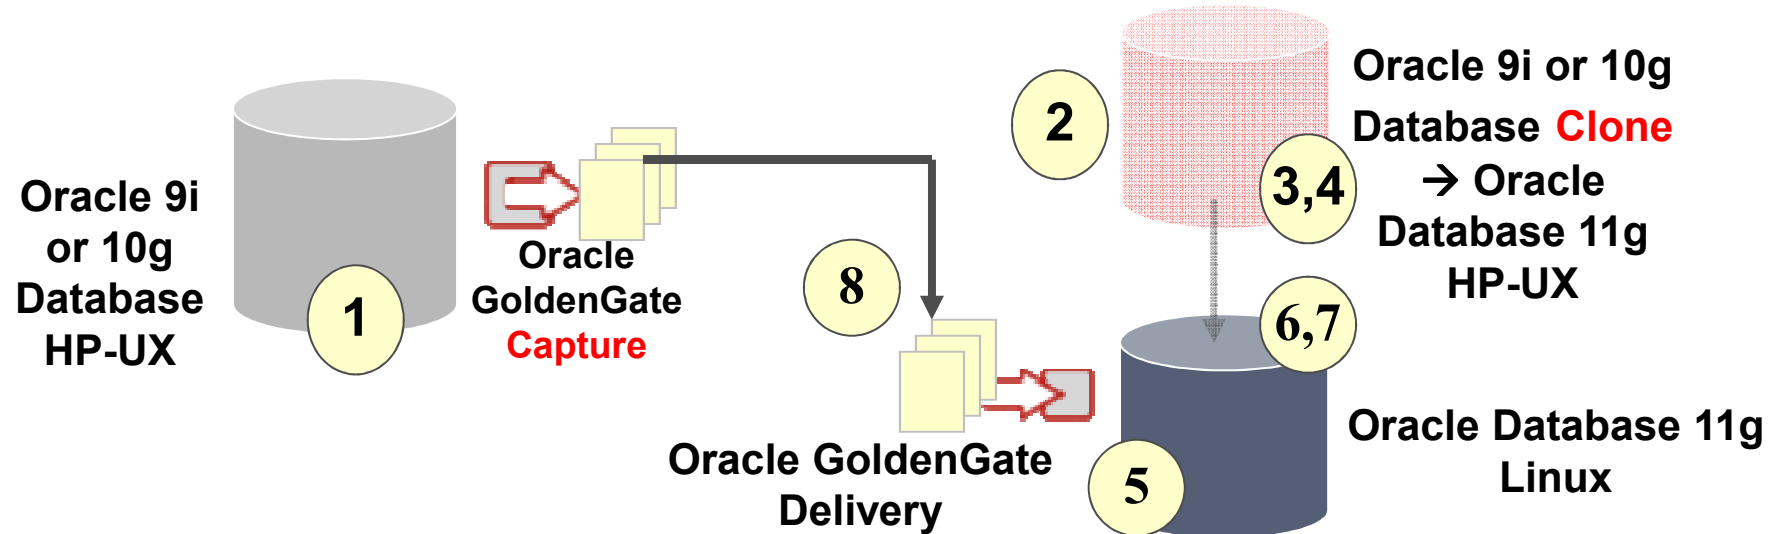 Oracle 9i
or 10g
Database
HP-UX
1
Oracle
GoldenGate
Capture
8
Oracle GoldenGate
Delivery
2
Oracle 9i or 10g
Database Clone
→ Oracle
Database 11g
HP-UX
3,4
6,7
5
Oracle Database 11g
Linux